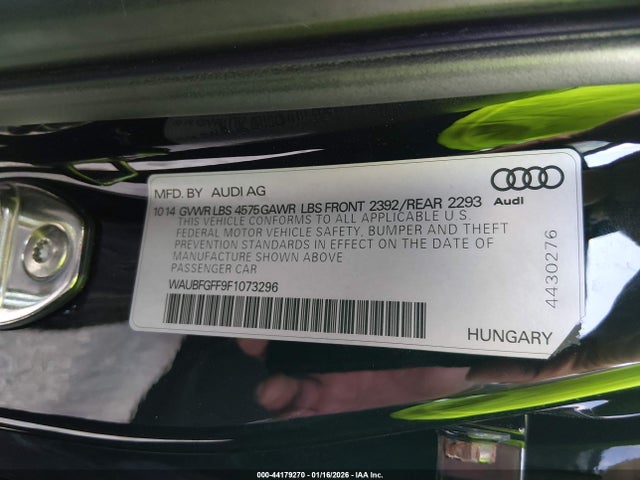 MFD. BY AUDI AG
Audi
1014 GVWR LBS 4575 GAWR LBS FRONT 2392/REAR 2293
THIS VEHICLE CONFORMS TO ALL APPLICABLE U.S.
FEDERAL MOTOR VEHICLE SAFETY, BUMPER AND THEFT
PREVENTION STANDARDS IN EFFECT ON THE DATE OF
MANUFACTURE SHOWN ABOVE
PASSENGER CAR
WAUBFGFF9F1073296
4430276
HUNGARY
000-44179270 - 01/16/2026 - IAA Inc.